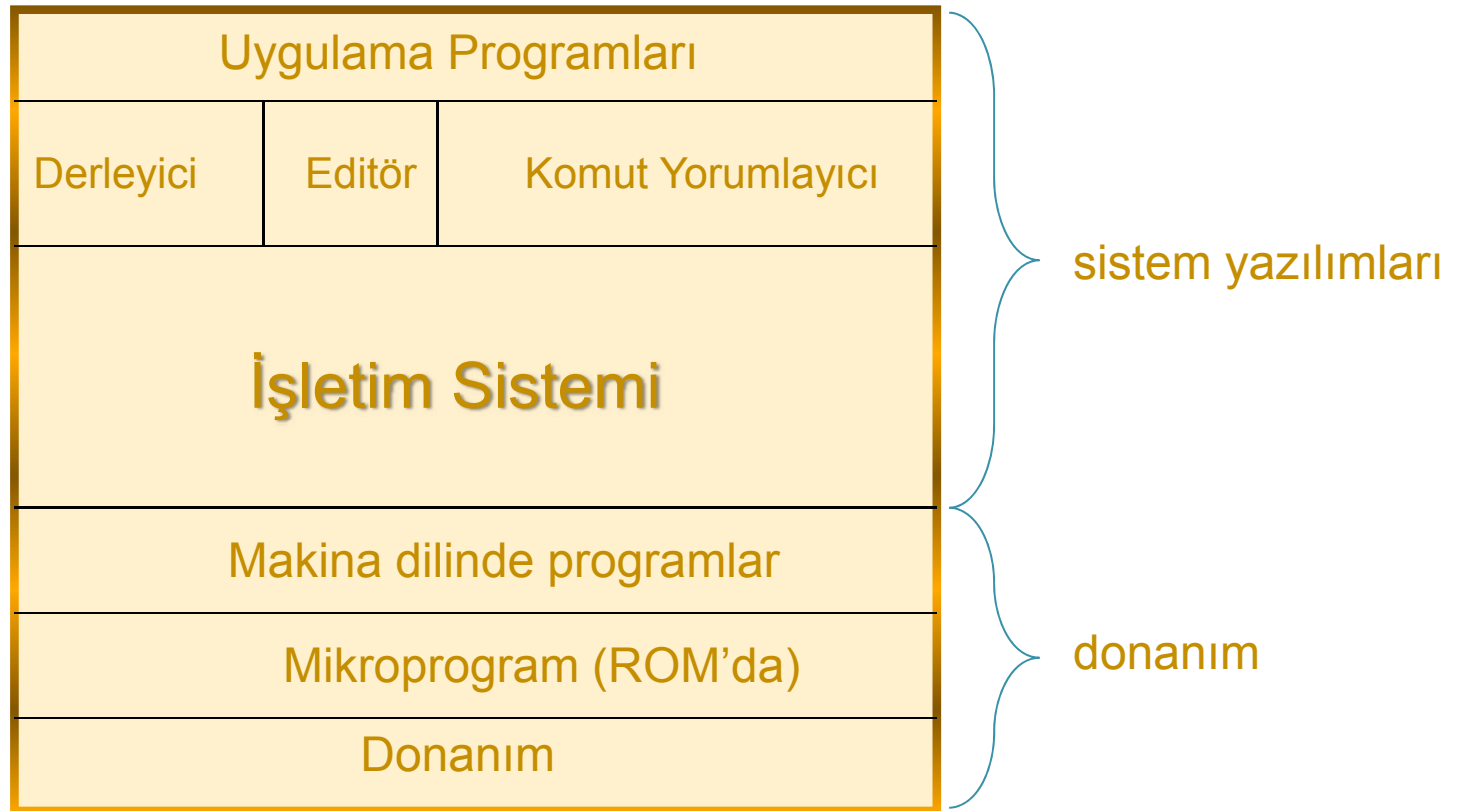 Uygulama Programları
Derleyici
Editör
Komut Yorumlayıcı
sistem yazılımları
İşletim Sistemi
Makina dilinde programlar
Mikroprogram (ROM’da)
donanım
Donanım